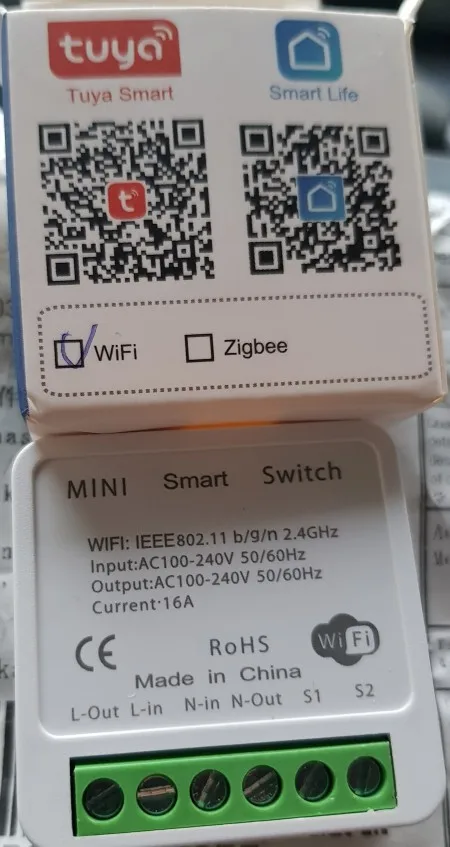 tuya
Tuya Smart
Smart Life
WiFi
Zigbee
MINI Smart Switch
WIFI: IEEE802.11 b/g/n 2.4GHz
Input:AC100-240V 50/60Hz
Output:AC100-240V 50/60Hz
Current·16A
CE RoHS WiFi
Made in China
L-Out L-in N-in N-Out S1 S2